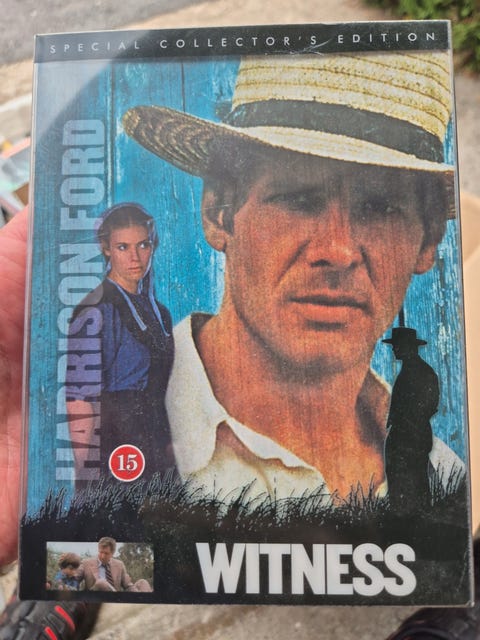 SPECIAL COLLECTOR'S EDITION
HARRISON FORD
15
WITNESS